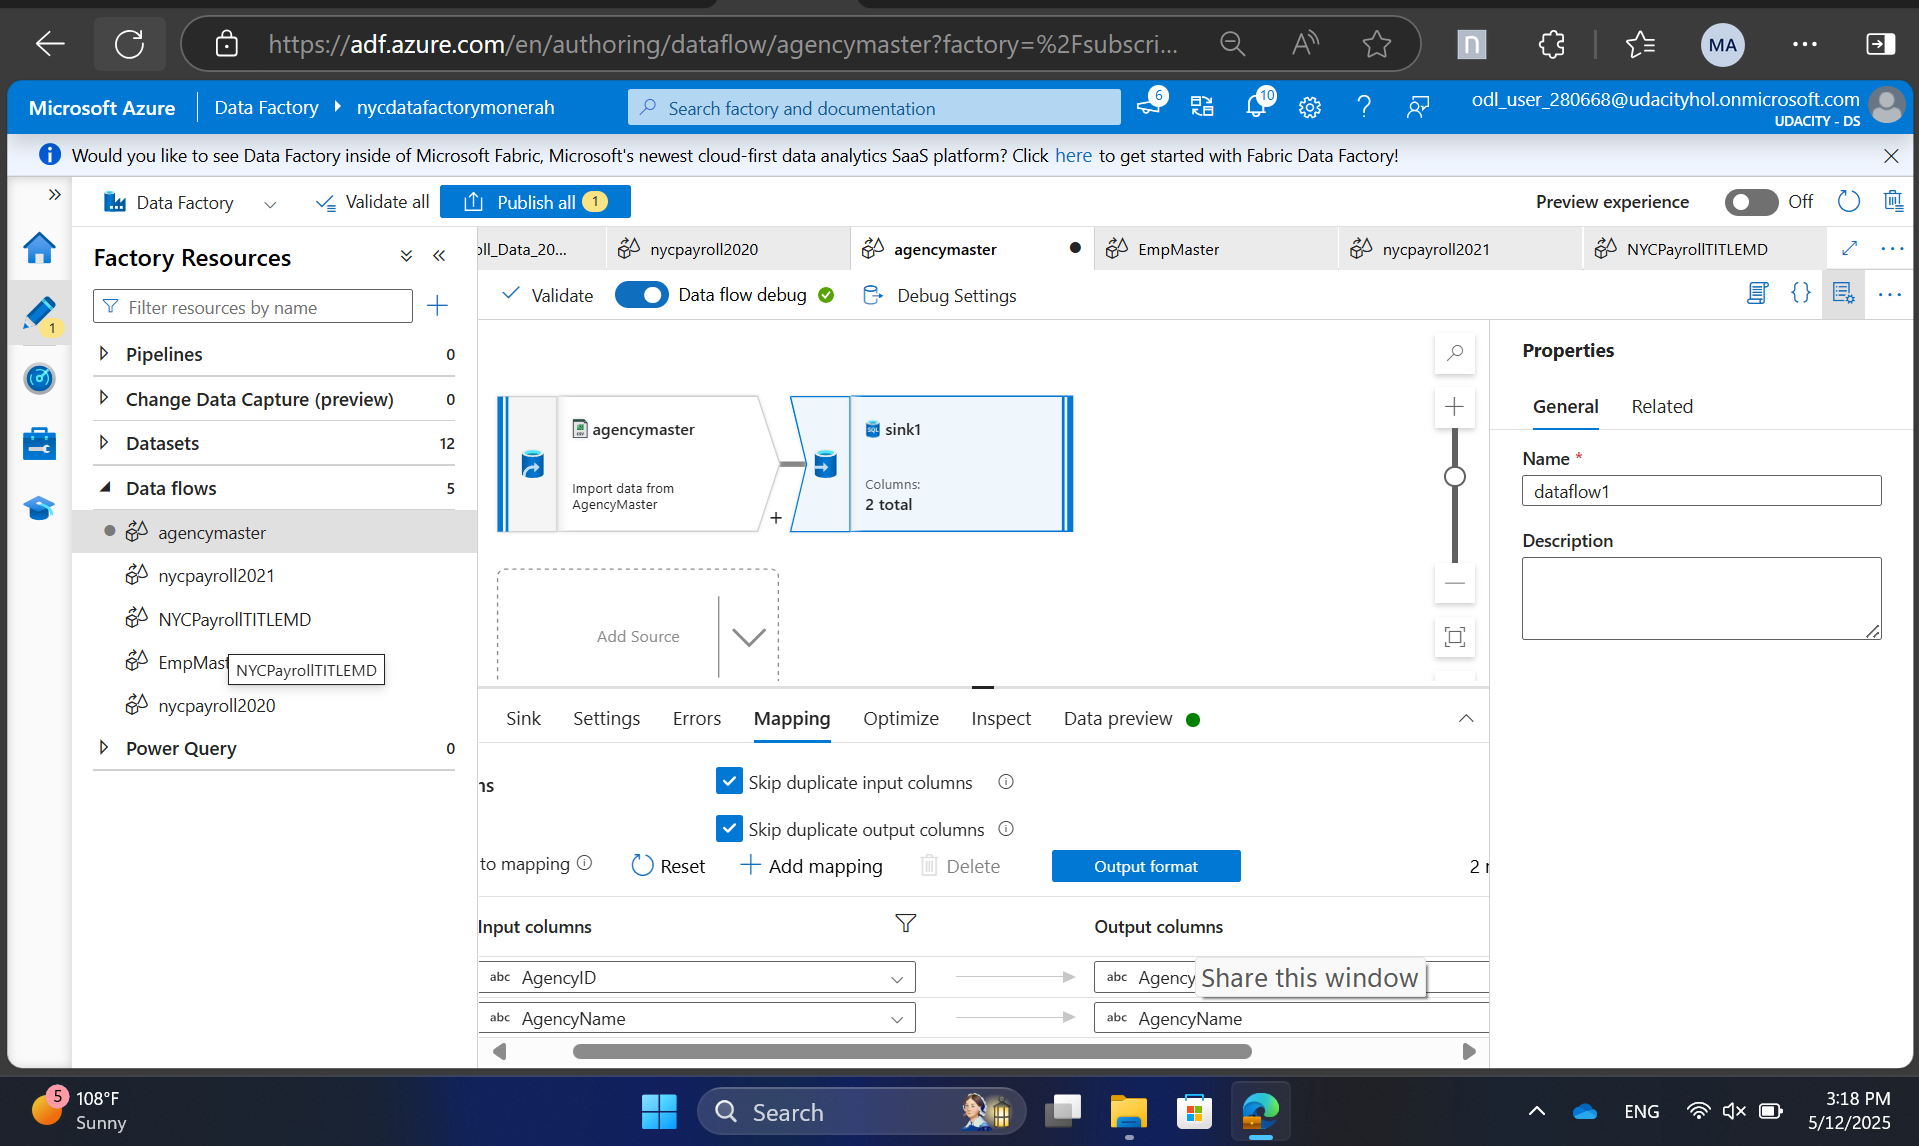 https://adf.azure.com/en/authoring/dataflow/agencymaster?factory=%2Fsubscri...
MA
Microsoft Azure
Data Factory
nycdatafactorymonerah
Search factory and documentation
6
10
odl_user_280668@udacityhol.onmicrosoft.com
UDACITY - DS
Would you like to see Data Factory inside of Microsoft Fabric, Microsoft's newest cloud-first data analytics SaaS platform? Click here to get started with Fabric Data Factory!
Data Factory
Validate all
Publish all 1
Preview experience
Off
Factory Resources
oll_Data_20...
nycpayroll2020
agencymaster
EmpMaster
nycpayroll2021
NYCPayrollTITLEMD
Filter resources by name
Validate
Data flow debug
Debug Settings
1
Pipelines 0
Change Data Capture (preview) 0
Datasets 12
Data flows 5
agencymaster
nycpayroll2021
NYCPayrollTITLEMD
EmpMast
NYCPayrollTITLEMD
nycpayroll2020
Power Query 0
agencymaster
Import data from
AgencyMaster
sink1
Columns:
2 total
Add Source
Properties
General
Related
Name *
dataflow1
Description
Sink
Settings
Errors
Mapping
Optimize
Inspect
Data preview
ns
Skip duplicate input columns
Skip duplicate output columns
to mapping
Reset
Add mapping
Delete
Output format
2
Input columns
Output columns
abc AgencyID
abc Agency
Share this window
abc AgencyName
abc AgencyName
5
108°F
Sunny
Search
ENG
3:18 PM
5/12/2025